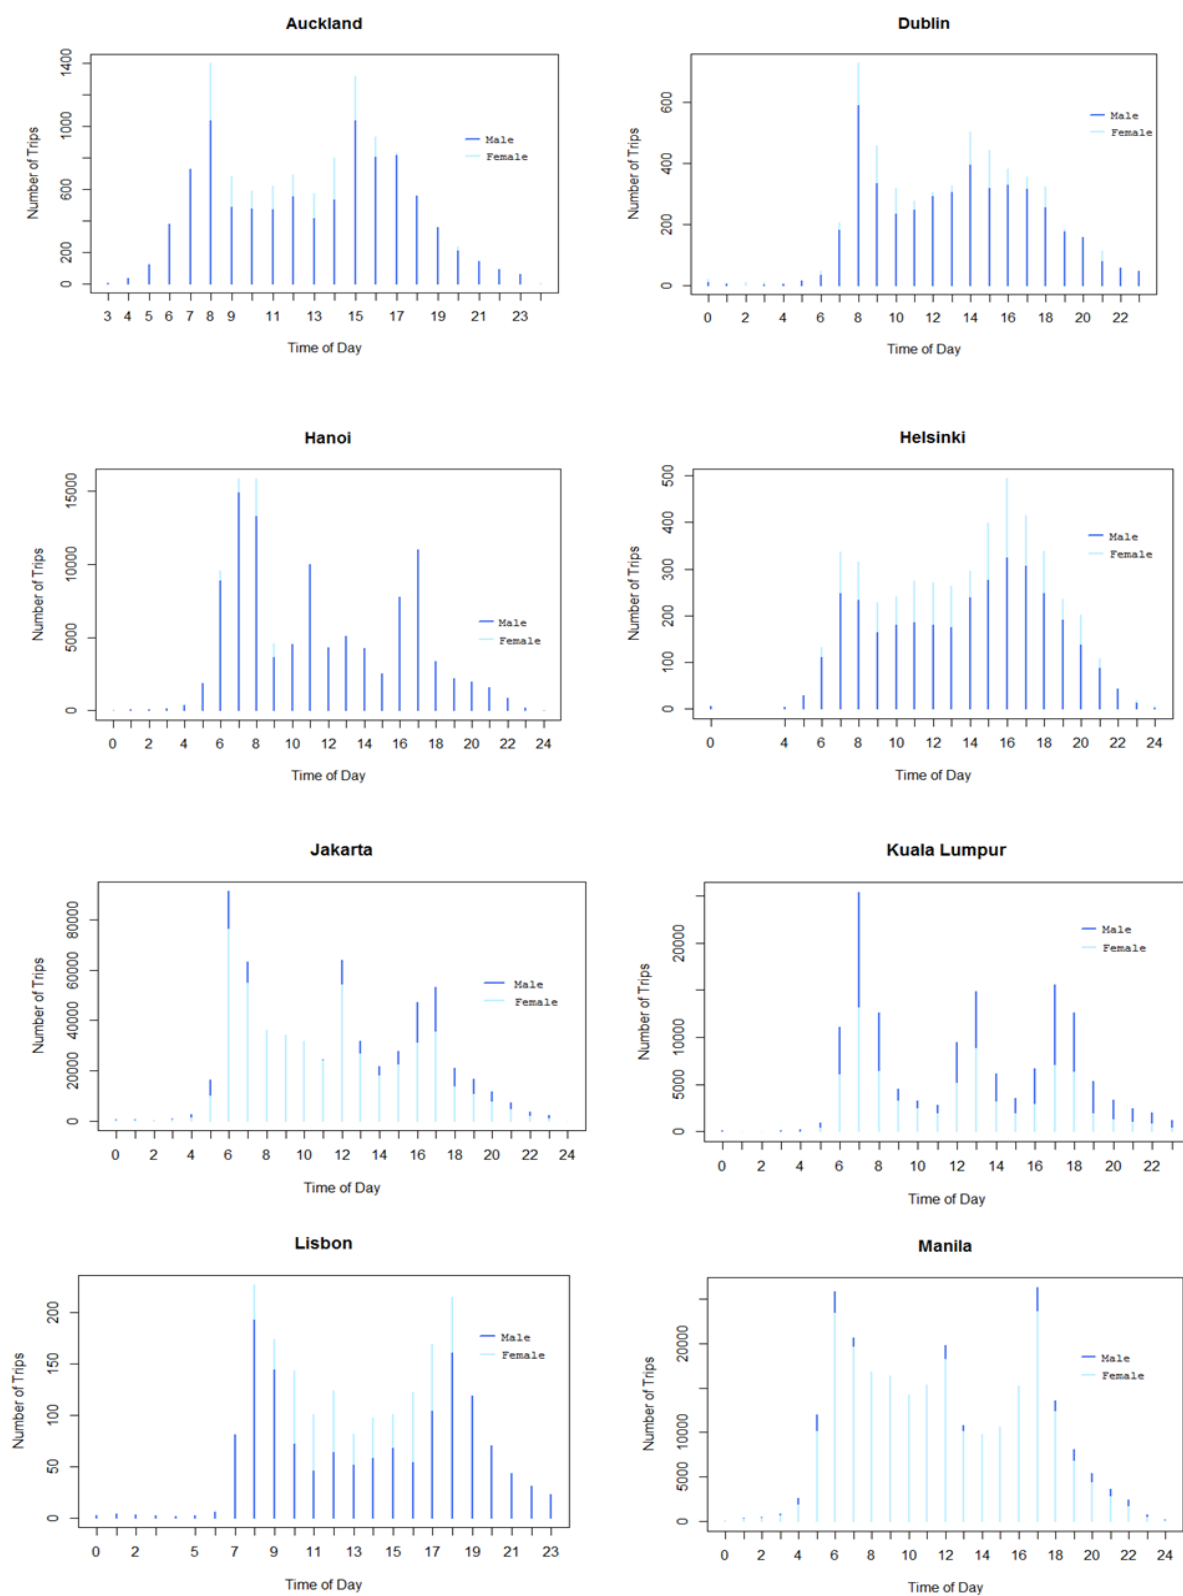 Auckland
Number of Trips
0 200 600 1000 1400
Male
Female
3 4 5 6 7 8 9 11 13 15 17 19 21 23
Time of Day
Dublin
Number of Trips
0 200 400 600
Male
Female
0 2 4 6 8 10 12 14 16 18 20 22
Time of Day
Hanoi
Number of Trips
0 5000 10000 15000
Male
Female
0 2 4 6 8 10 12 14 16 18 20 22 24
Time of Day
Helsinki
Number of Trips
0 100 200 300 400 500
Male
Female
0 4 6 8 10 12 14 16 18 20 22 24
Time of Day
Jakarta
Number of Trips
0 20000 40000 60000 80000
Male
Female
0 2 4 6 8 10 12 14 16 18 20 22 24
Time of Day
Kuala Lumpur
Number of Trips
0 5000 10000 20000
Male
Female
0 2 4 6 8 10 12 14 16 18 20 22
Time of Day
Lisbon
Number of Trips
0 50 100 150 200
Male
Female
0 2 3 5 7 9 11 13 15 17 19 21 23
Time of Day
Manila
Number of Trips
0 5000 10000 20000
Male
Female
0 2 4 6 8 10 12 14 16 18 20 22 24
Time of Day